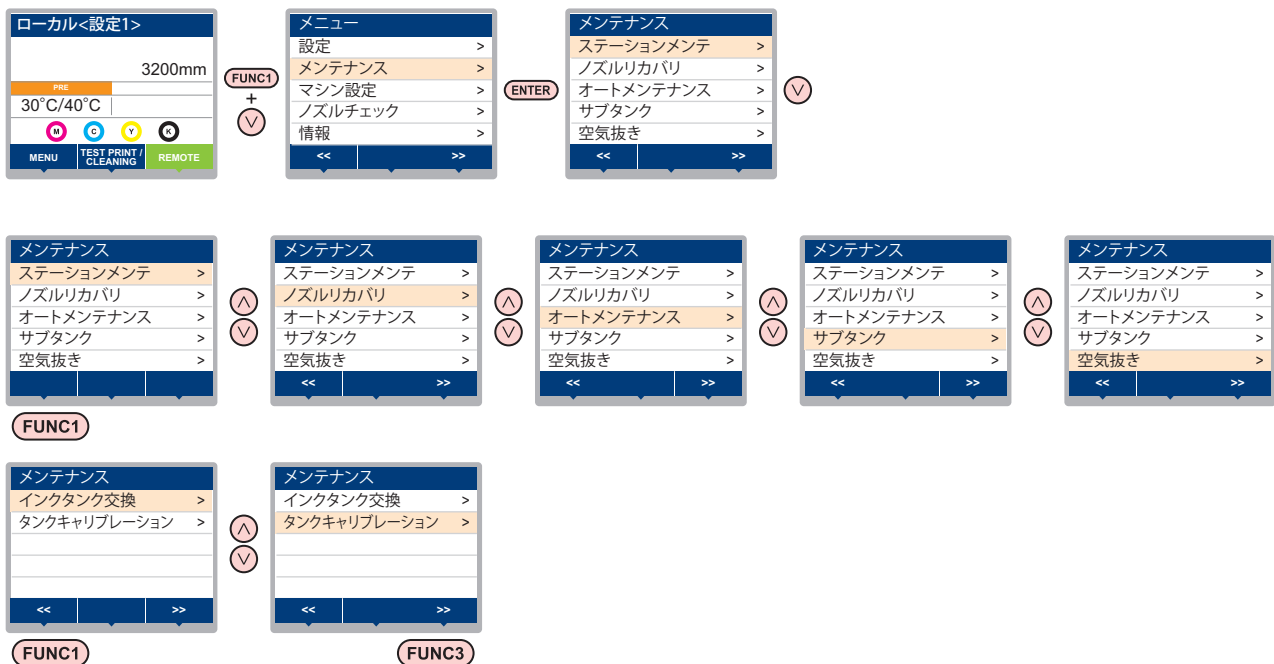 ローカル<設定1>
3200mm
PRE
30°C/40°C
M C Y K
MENU TEST PRINT / CLEANING REMOTE
FUNC1
+
メニュー
設定 >
メンテナンス >
マシン設定 >
ノズルチェック >
情報 >
<< >>
ENTER
メンテナンス
ステーションメンテ >
ノズルリカバリ >
オートメンテナンス >
サブタンク >
空気抜き >
<< >>
メンテナンス
ステーションメンテ >
ノズルリカバリ >
オートメンテナンス >
サブタンク >
空気抜き >
FUNC1
メンテナンス
ステーションメンテ >
ノズルリカバリ >
オートメンテナンス >
サブタンク >
空気抜き >
<< >>
メンテナンス
ステーションメンテ >
ノズルリカバリ >
オートメンテナンス >
サブタンク >
空気抜き >
<< >>
メンテナンス
ステーションメンテ >
ノズルリカバリ >
オートメンテナンス >
サブタンク >
空気抜き >
<< >>
メンテナンス
ステーションメンテ >
ノズルリカバリ >
オートメンテナンス >
サブタンク >
空気抜き >
<< >>
メンテナンス
インクタンク交換 >
タンクキャリブレーション >
<< >>
FUNC1
メンテナンス
インクタンク交換 >
タンクキャリブレーション >
<< >>
FUNC3